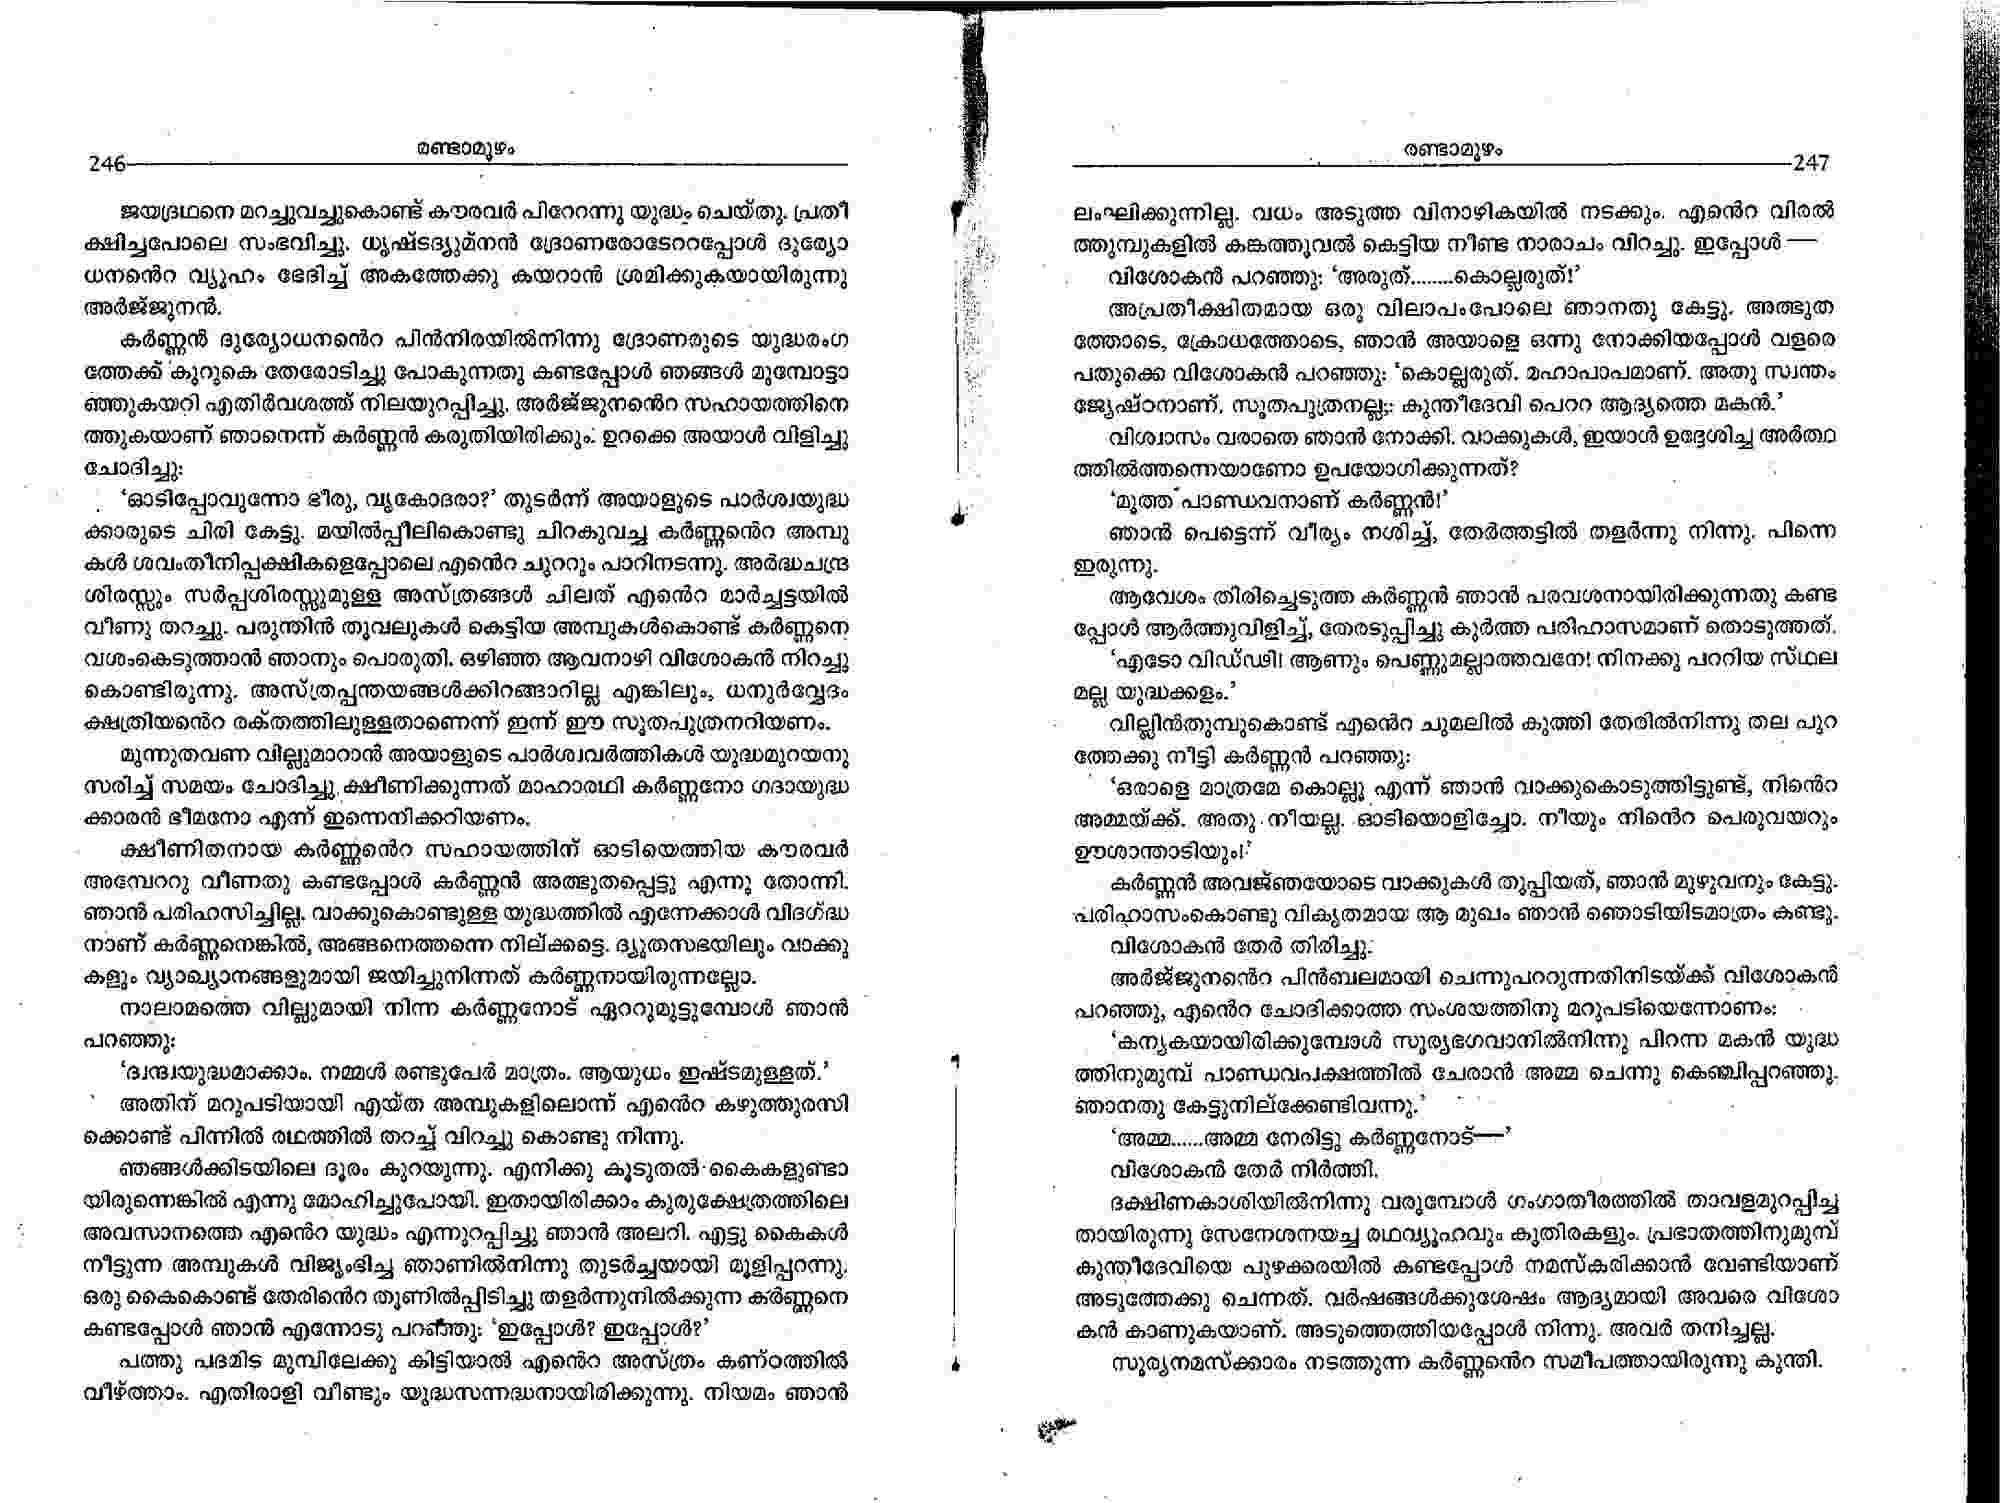 246
രണ്ടാമൂഴം
ജയദ്രഥനെ മറച്ചുവച്ചുകൊണ്ട് കൗരവർ പിറേറന്നു യുദ്ധം ചെയ്തു. പ്രതീ
ക്ഷിച്ചപോലെ സംഭവിച്ചു. ധൃഷ്ടദ്യുമ്നൻ ദ്രോണരോടേററപ്പോൾ ദുര്യോ
ധനൻെറ വ്യൂഹം ഭേദിച്ച് അകത്തേക്കു കയറാൻ ശ്രമിക്കുകയായിരുന്നു
അർജ്ജുനൻ.
കർണ്ണൻ ദുര്യോധനൻെറ പിൻനിരയിൽനിന്നു ദ്രോണരുടെ യുദ്ധരംഗ
ത്തേക്ക് കുറുകെ തേരോടിച്ചു പോകുന്നതു കണ്ടപ്പോൾ ഞങ്ങൾ മുമ്പോട്ടാ
ഞ്ഞുകയറി എതിർവശത്ത് നിലയുറപ്പിച്ചു. അർജ്ജുനൻെറ സഹായത്തിനെ
ത്തുകയാണ് ഞാനെന്ന് കർണ്ണൻ കരുതിയിരിക്കും. ഉറക്കെ അയാൾ വിളിച്ചു
ചോദിച്ചു:
‘ഓടിപ്പോവുന്നോ ഭീരു, വൃകോദരാ?’ തുടർന്ന് അയാളുടെ പാർശ്വയുദ്ധ
ക്കാരുടെ ചിരി കേട്ടു. മയിൽപ്പീലികൊണ്ടു ചിറകുവച്ച കർണ്ണൻെറ അമ്പു
കൾ ശവംതീനിപ്പക്ഷികളെപ്പോലെ എൻെറ ചുററും പാറിനടന്നു. അർദ്ധചന്ദ്ര
ശിരസ്സും സർപ്പശിരസ്സുമുള്ള അസ്ത്രങ്ങൾ ചിലത് എൻെറ മാർച്ചട്ടയിൽ
വീണു തറച്ചു. പരുന്തിൻ തൂവലുകൾ കെട്ടിയ അമ്പുകൾകൊണ്ട് കർണ്ണനെ
വശംകെടുത്താൻ ഞാനും പൊരുതി. ഒഴിഞ്ഞ ആവനാഴി വിശോകൻ നിറച്ചു
കൊണ്ടിരുന്നു. അസ്ത്രപ്പന്തയങ്ങൾക്കിറങ്ങാറില്ല എങ്കിലും, ധനുർവ്വേദം
ക്ഷത്രിയൻെറ രക്തത്തിലുള്ളതാണെന്ന് ഇന്ന് ഈ സൂതപുത്രനറിയണം.
മൂന്നുതവണ വില്ലുമാറാൻ അയാളുടെ പാർശ്വവർത്തികൾ യുദ്ധമുറയനു
സരിച്ച് സമയം ചോദിച്ചു. ക്ഷീണിക്കുന്നത് മാഹാരഥി കർണ്ണനോ ഗദായുദ്ധ
ക്കാരൻ ഭീമനോ എന്ന് ഇന്നെനിക്കറിയണം.
ക്ഷീണിതനായ കർണ്ണൻെറ സഹായത്തിന് ഓടിയെത്തിയ കൗരവർ
അമ്പേററു വീണതു കണ്ടപ്പോൾ കർണ്ണൻ അത്ഭുതപ്പെട്ടു എന്നു തോന്നി.
ഞാൻ പരിഹസിച്ചില്ല. വാക്കുകൊണ്ടുള്ള യുദ്ധത്തിൽ എന്നേക്കാൾ വിദഗ്ദ്ധ
നാണ് കർണ്ണനെങ്കിൽ, അങ്ങനെത്തന്നെ നില്ക്കട്ടെ. ദ്യുതസഭയിലും വാക്കു
കളും വ്യാഖ്യാനങ്ങളുമായി ജയിച്ചുനിന്നത് കർണ്ണനായിരുന്നല്ലോ.
നാലാമത്തെ വില്ലുമായി നിന്ന കർണ്ണനോട് ഏററുമുട്ടുമ്പോൾ ഞാൻ
പറഞ്ഞു:
‘ദ്വന്ദ്വയുദ്ധമാക്കാം. നമ്മൾ രണ്ടുപേർ മാത്രം. ആയുധം ഇഷ്ടമുള്ളത്.’
അതിന് മറുപടിയായി എയ്ത അമ്പുകളിലൊന്ന് എൻെറ കഴുത്തുരസി
ക്കൊണ്ട് പിന്നിൽ രഥത്തിൽ തറച്ച് വിറച്ചു കൊണ്ടു നിന്നു.
ഞങ്ങൾക്കിടയിലെ ദൂരം കുറയുന്നു. എനിക്കു കൂടുതൽ കൈകളുണ്ടാ
യിരുന്നെങ്കിൽ എന്നു മോഹിച്ചുപോയി. ഇതായിരിക്കാം കുരുക്ഷേത്രത്തിലെ
അവസാനത്തെ എൻെറ യുദ്ധം എന്നുറപ്പിച്ചു ഞാൻ അലറി. എട്ടു കൈകൾ
നീട്ടുന്ന അമ്പുകൾ വിജൃംഭിച്ച ഞാണിൽനിന്നു തുടർച്ചയായി മൂളിപ്പറന്നു.
ഒരു കൈകൊണ്ട് തേരിൻെറ തൂണിൽപ്പിടിച്ചു തളർന്നുനിൽക്കുന്ന കർണ്ണനെ
കണ്ടപ്പോൾ ഞാൻ എന്നോടു പറഞ്ഞു: ‘ഇപ്പോൾ? ഇപ്പോൾ?’
പത്തു പദമിട മുമ്പിലേക്കു കിട്ടിയാൽ എൻെറ അസ്ത്രം കണ്ഠത്തിൽ
വീഴ്ത്താം. എതിരാളി വീണ്ടും യുദ്ധസന്നദ്ധനായിരിക്കുന്നു. നിയമം ഞാൻ
രണ്ടാമൂഴം
247
ലംഘിക്കുന്നില്ല. വധം അടുത്ത വിനാഴികയിൽ നടക്കും. എൻെറ വിരൽ
ത്തുമ്പുകളിൽ കങ്കത്തൂവൽ കെട്ടിയ നീണ്ട നാരാചം വിറച്ചു. ഇപ്പോൾ —
വിശോകൻ പറഞ്ഞു: ‘അരുത്........കൊല്ലരുത്!’
അപ്രതീക്ഷിതമായ ഒരു വിലാപംപോലെ ഞാനതു കേട്ടു. അത്ഭുത
ത്തോടെ, ക്രോധത്തോടെ, ഞാൻ അയാളെ ഒന്നു നോക്കിയപ്പോൾ വളരെ
പതുക്കെ വിശോകൻ പറഞ്ഞു: ‘കൊല്ലരുത്. മഹാപാപമാണ്. അതു സ്വന്തം
ജ്യേഷ്ഠനാണ്. സൂതപുത്രനല്ല; കുന്തീദേവി പെററ ആദ്യത്തെ മകൻ.’
വിശ്വാസം വരാതെ ഞാൻ നോക്കി. വാക്കുകൾ, ഇയാൾ ഉദ്ദേശിച്ച അർത്ഥ
ത്തിൽത്തന്നെയാണോ ഉപയോഗിക്കുന്നത്?
‘മൂത്ത പാണ്ഡവനാണ് കർണ്ണൻ!’
ഞാൻ പെട്ടെന്ന് വീര്യം നശിച്ച്, തേർത്തട്ടിൽ തളർന്നു നിന്നു. പിന്നെ
ഇരുന്നു.
ആവേശം തിരിച്ചെടുത്ത കർണ്ണൻ ഞാൻ പരവശനായിരിക്കുന്നതു കണ്ട
പ്പോൾ ആർത്തുവിളിച്ച്, തേരടുപ്പിച്ചു കൂർത്ത പരിഹാസമാണ് തൊടുത്തത്.
‘എടോ വിഡ്ഢി! ആണും പെണ്ണുമല്ലാത്തവനേ! നിനക്കു പററിയ സ്ഥല
മല്ല യുദ്ധക്കളം.’
വില്ലിൻതുമ്പുകൊണ്ട് എൻെറ ചുമലിൽ കുത്തി തേരിൽനിന്നു തല പുറ
ത്തേക്കു നീട്ടി കർണ്ണൻ പറഞ്ഞു:
‘ഒരാളെ മാത്രമേ കൊല്ലൂ എന്ന് ഞാൻ വാക്കുകൊടുത്തിട്ടുണ്ട്, നിൻെറ
അമ്മയ്ക്ക്. അതു നീയല്ല. ഓടിയൊളിച്ചോ. നീയും നിൻെറ പെരുവയറും
ഊശാന്താടിയും!’
കർണ്ണൻ അവജ്ഞയോടെ വാക്കുകൾ തുപ്പിയത്, ഞാൻ മുഴുവനും കേട്ടു.
പരിഹാസംകൊണ്ടു വികൃതമായ ആ മുഖം ഞാൻ ഞൊടിയിടമാത്രം കണ്ടു.
വിശോകൻ തേർ തിരിച്ചു.
അർജ്ജുനൻെറ പിൻബലമായി ചെന്നുപററുന്നതിനിടയ്ക്ക് വിശോകൻ
പറഞ്ഞു, എൻെറ ചോദിക്കാത്ത സംശയത്തിനു മറുപടിയെന്നോണം:
‘കന്യകയായിരിക്കുമ്പോൾ സൂര്യഭഗവാനിൽനിന്നു പിറന്ന മകൻ യുദ്ധ
ത്തിനുമുമ്പ് പാണ്ഡവപക്ഷത്തിൽ ചേരാൻ അമ്മ ചെന്നു കെഞ്ചിപ്പറഞ്ഞു.
ഞാനതു കേട്ടുനില്ക്കേണ്ടിവന്നു.’
‘അമ്മ......അമ്മ നേരിട്ടു കർണ്ണനോട്—’
വിശോകൻ തേർ നിർത്തി.
ദക്ഷിണകാശിയിൽനിന്നു വരുമ്പോൾ ഗംഗാതീരത്തിൽ താവളമുറപ്പിച്ച
തായിരുന്നു സേനേശനയച്ച രഥവ്യൂഹവും കുതിരകളും. പ്രഭാതത്തിനുമുമ്പ്
കുന്തീദേവിയെ പുഴക്കരയിൽ കണ്ടപ്പോൾ നമസ്കരിക്കാൻ വേണ്ടിയാണ്
അടുത്തേക്കു ചെന്നത്. വർഷങ്ങൾക്കുശേഷം ആദ്യമായി അവരെ വിശോ
കൻ കാണുകയാണ്. അടുത്തെത്തിയപ്പോൾ നിന്നു. അവർ തനിച്ചല്ല.
സൂര്യനമസ്ക്കാരം നടത്തുന്ന കർണ്ണൻെറ സമീപത്തായിരുന്നു കുന്തി.